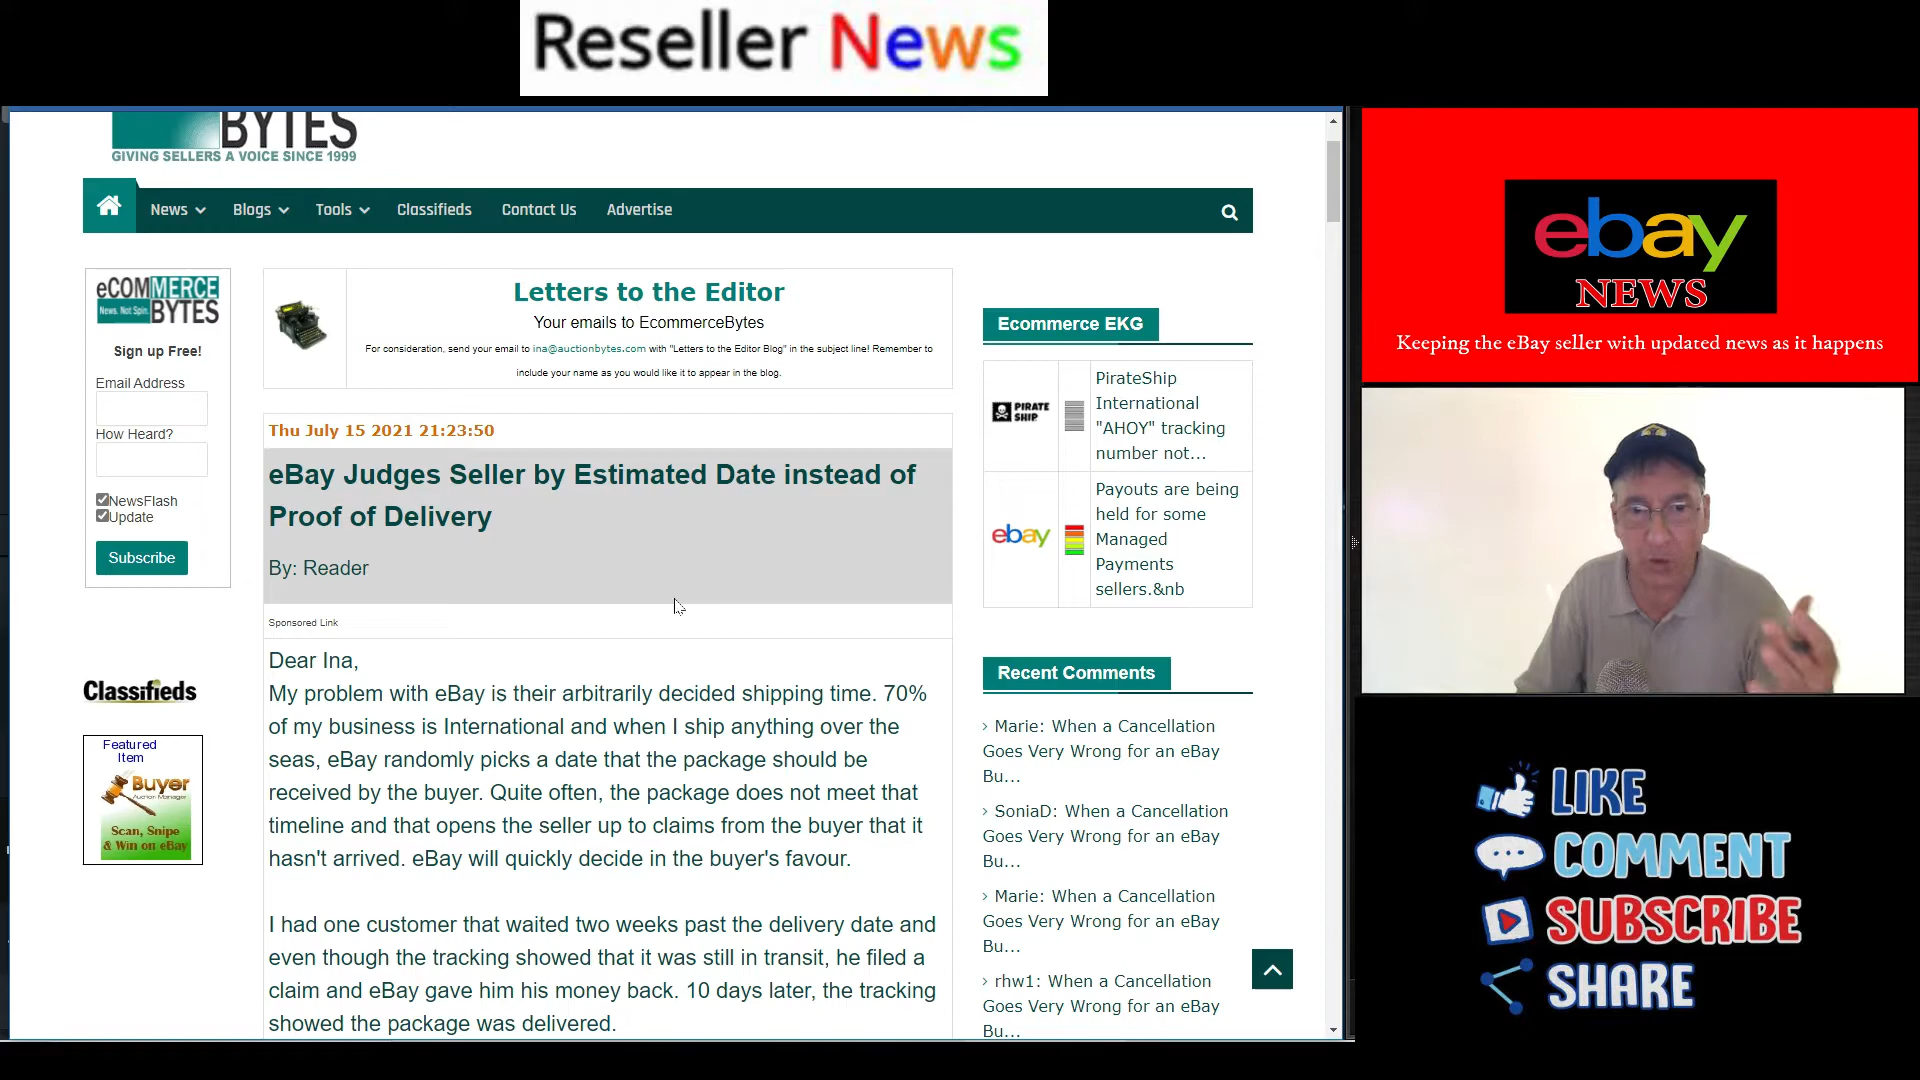 Reseller News
BYTES
GIVING SELLERS A VOICE SINCE 1999
News
Blogs
Tools
Classifieds
Contact Us
Advertise
eCOMMERCE
News. Not Spin.
BYTES
Sign up Free!
Email Address
How Heard?
NewsFlash
Update
Subscribe
Classifieds
Featured
Item
Buyer
Auction Manager
Scan, Snipe
& Win on eBay
Letters to the Editor
Your emails to EcommerceBytes
For consideration, send your email to ina@auctionbytes.com with "Letters to the Editor Blog" in the subject line! Remember to
include your name as you would like it to appear in the blog.
Thu July 15 2021 21:23:50
eBay Judges Seller by Estimated Date instead of
Proof of Delivery
By: Reader
Sponsored Link
Dear Ina,
My problem with eBay is their arbitrarily decided shipping time. 70%
of my business is International and when I ship anything over the
seas, eBay randomly picks a date that the package should be
received by the buyer. Quite often, the package does not meet that
timeline and that opens the seller up to claims from the buyer that it
hasn't arrived. eBay will quickly decide in the buyer's favour.
I had one customer that waited two weeks past the delivery date and
even though the tracking showed that it was still in transit, he filed a
claim and eBay gave him his money back. 10 days later, the tracking
showed the package was delivered.
Ecommerce EKG
PIRATE
SHIP
PirateShip
International
"AHOY" tracking
number not...
ebay
Payouts are being
held for some
Managed
Payments
sellers.&nb
Recent Comments
› Marie: When a Cancellation
Goes Very Wrong for an eBay
Bu...
› SoniaD: When a Cancellation
Goes Very Wrong for an eBay
Bu...
› Marie: When a Cancellation
Goes Very Wrong for an eBay
Bu...
› rhw1: When a Cancellation
Goes Very Wrong for an eBay
Bu...
ebay
NEWS
Keeping the eBay seller with updated news as it happens
LIKE
COMMENT
SUBSCRIBE
SHARE